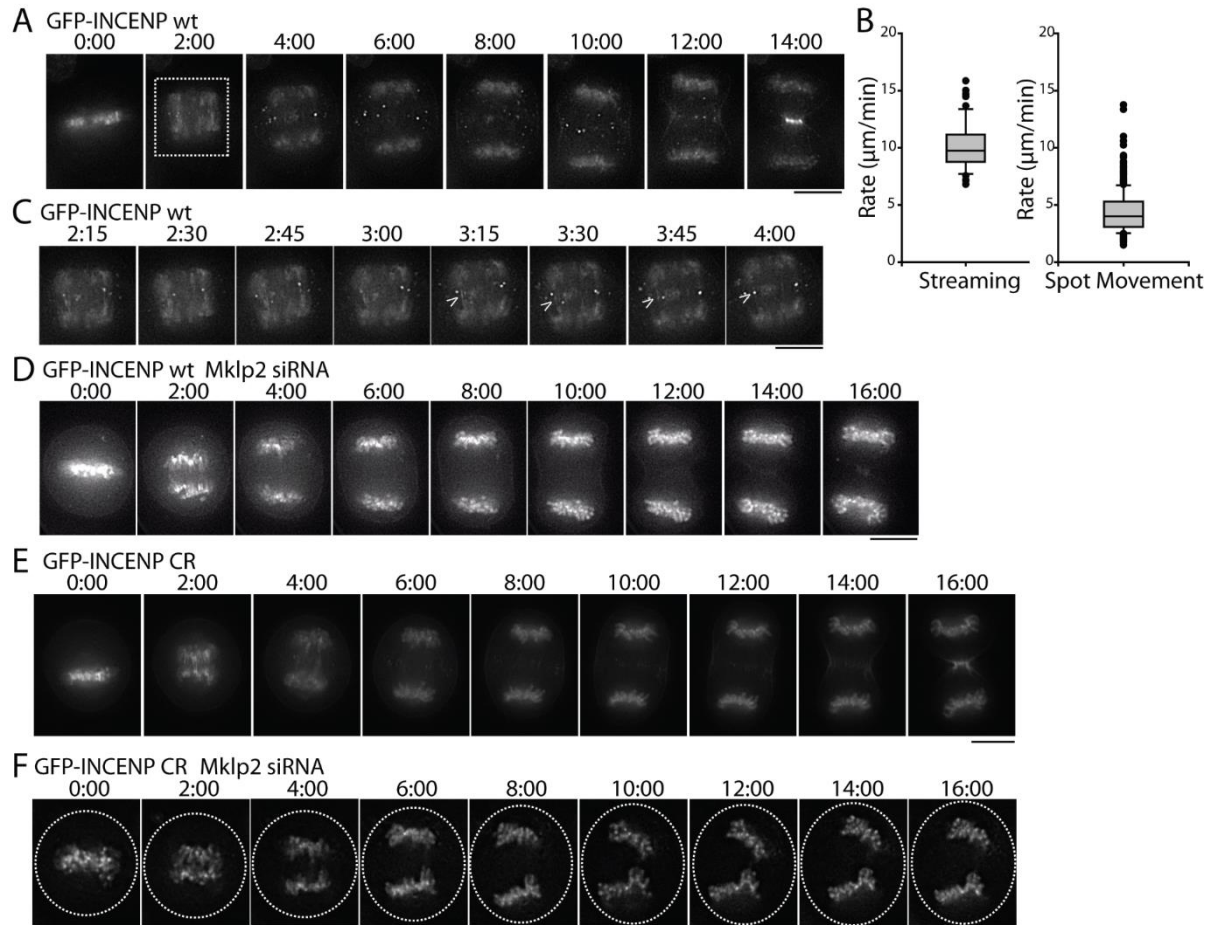 A GFP-INCENP wt
0:00 2:00 4:00 6:00 8:00 10:00 12:00 14:00
B
20 15 10 5 0
Rate (µm/min)
Streaming
20 15 10 5 0
Rate (µm/min)
Spot Movement
C GFP-INCENP wt
2:15 2:30 2:45 3:00 3:15 3:30 3:45 4:00
D GFP-INCENP wt Mklp2 siRNA
0:00 2:00 4:00 6:00 8:00 10:00 12:00 14:00 16:00
E GFP-INCENP CR
0:00 2:00 4:00 6:00 8:00 10:00 12:00 14:00 16:00
F GFP-INCENP CR Mklp2 siRNA
0:00 2:00 4:00 6:00 8:00 10:00 12:00 14:00 16:00